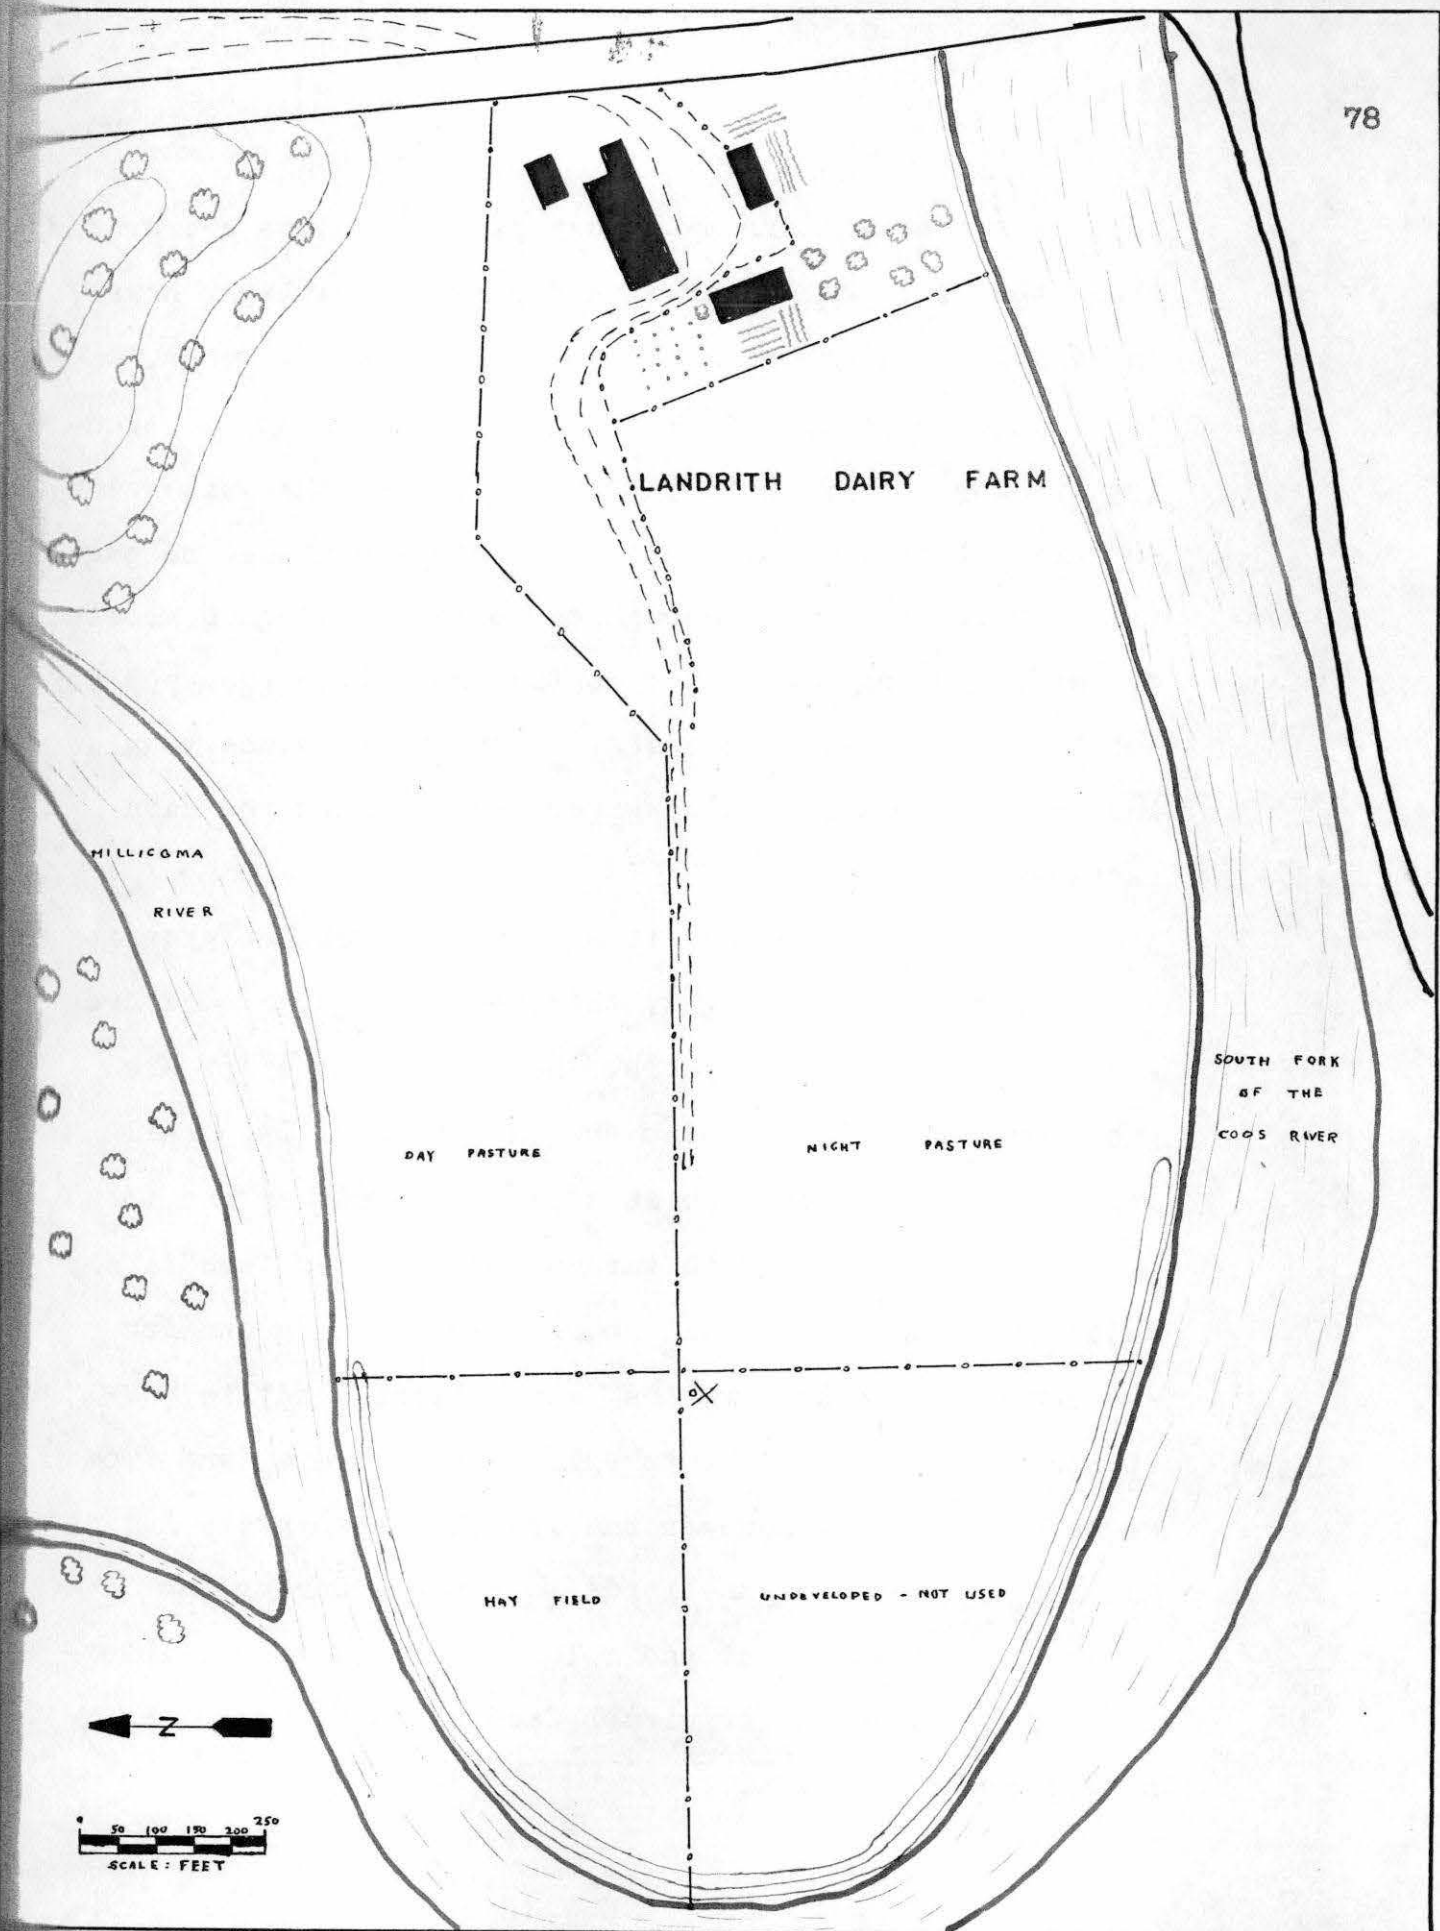 78
LANDRITH DAIRY FARM
MILLICOMA
RIVER
SOUTH FORK
OF THE
COOS RIVER
DAY PASTURE
NIGHT PASTURE
X
HAY FIELD
UNDEVELOPED - NOT USED
N
0 50 100 150 200 250
SCALE: FEET